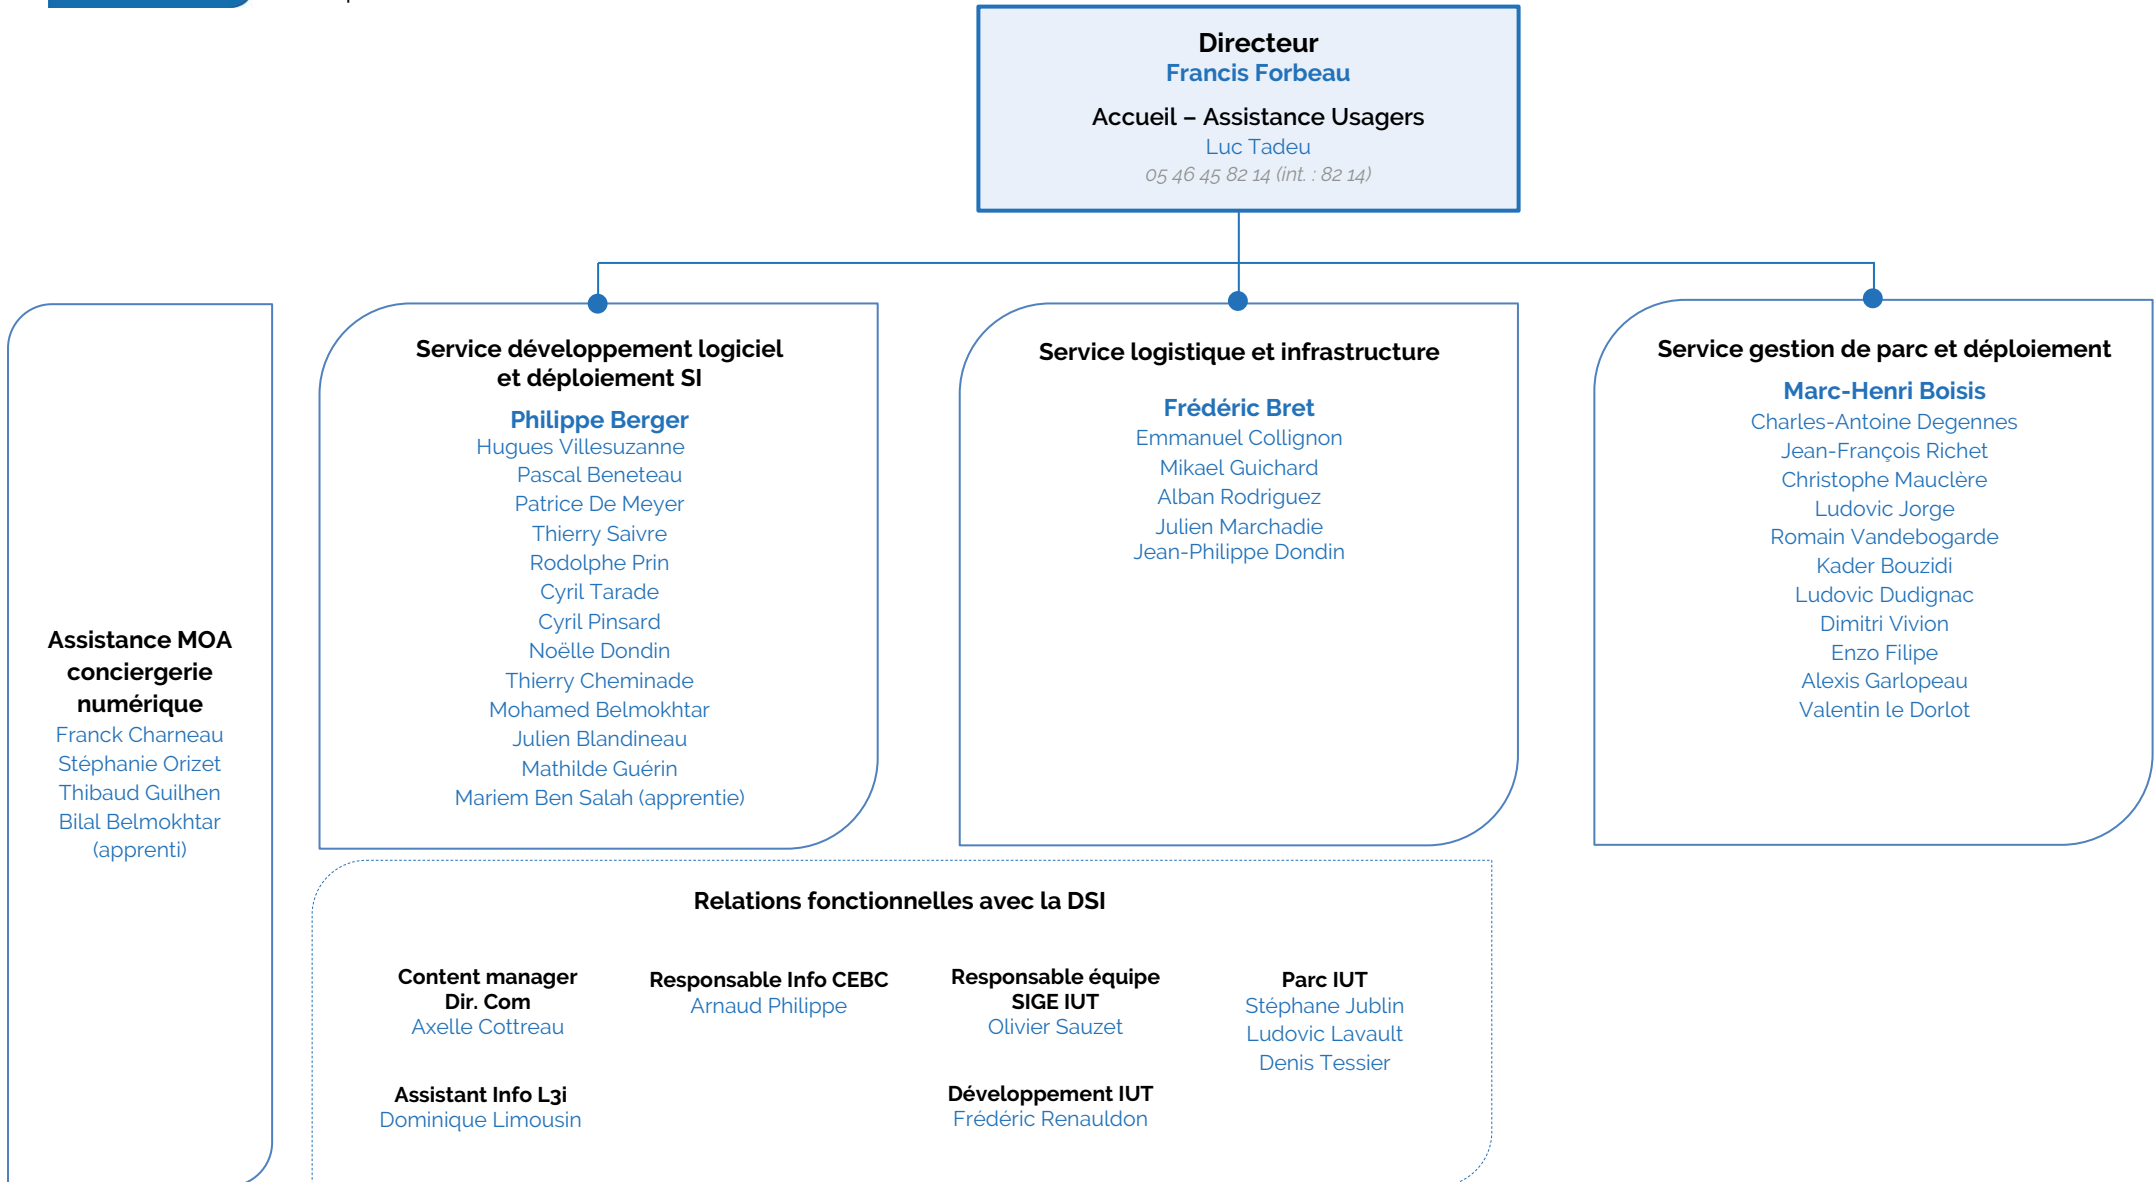 Directeur
Francis Forbeau
Accueil – Assistance Usagers
Luc Tadeu
05 46 45 82 14 (int. : 82 14)
Assistance MOA
conciergerie
numérique
Franck Charneau
Stéphanie Orizet
Thibaud Guilhen
Bilal Belmokhtar
(apprenti)
Service développement logiciel
et déploiement SI
Philippe Berger
Hugues Villesuzanne
Pascal Beneteau
Patrice De Meyer
Thierry Saivre
Rodolphe Prin
Cyril Tarade
Cyril Pinsard
Noëlle Dondin
Thierry Cheminade
Mohamed Belmokhtar
Julien Blandineau
Mathilde Guérin
Mariem Ben Salah (apprentie)
Service logistique et infrastructure
Frédéric Bret
Emmanuel Collignon
Mikael Guichard
Alban Rodriguez
Julien Marchadie
Jean-Philippe Dondin
Service gestion de parc et déploiement
Marc-Henri Boisis
Charles-Antoine Degennes
Jean-François Richet
Christophe Mauclère
Ludovic Jorge
Romain Vandebogarde
Kader Bouzidi
Ludovic Dudignac
Dimitri Vivion
Enzo Filipe
Alexis Garlopeau
Valentin le Dorlot
Relations fonctionnelles avec la DSI
Content manager
Dir. Com
Axelle Cottreau
Responsable Info CEBC
Arnaud Philippe
Responsable équipe
SIGE IUT
Olivier Sauzet
Parc IUT
Stéphane Jublin
Ludovic Lavault
Denis Tessier
Assistant Info L3i
Dominique Limousin
Développement IUT
Frédéric Renauldon